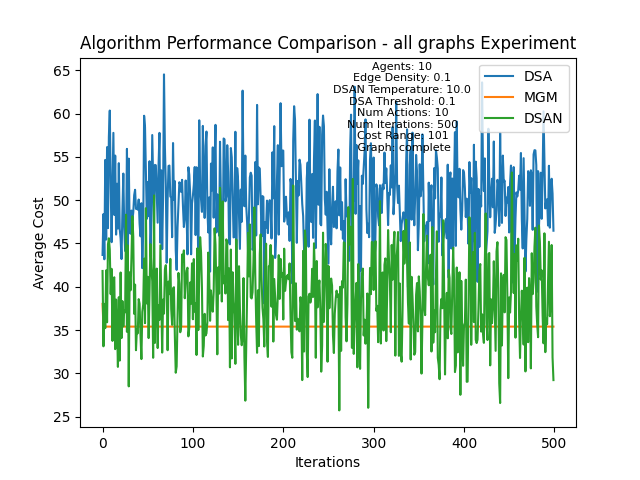 Algorithm Performance Comparison - all graphs Experiment
Agents: 10
Edge Density: 0.1
DSAN Temperature: 10.0
DSA Threshold: 0.1
Num Actions: 10
Num Iterations: 500
Cost Range: 101
Graph: complete
DSA
MGM
DSAN
Average Cost
65
60
55
50
45
40
35
30
25
0
100
200
300
400
500
Iterations